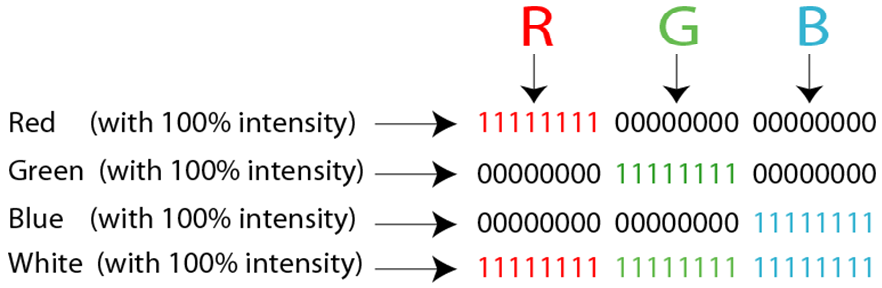 R G B
Red (with 100% intensity) 11111111 00000000 00000000
Green (with 100% intensity) 00000000 11111111 00000000
Blue (with 100% intensity) 00000000 00000000 11111111
White (with 100% intensity) 11111111 11111111 11111111